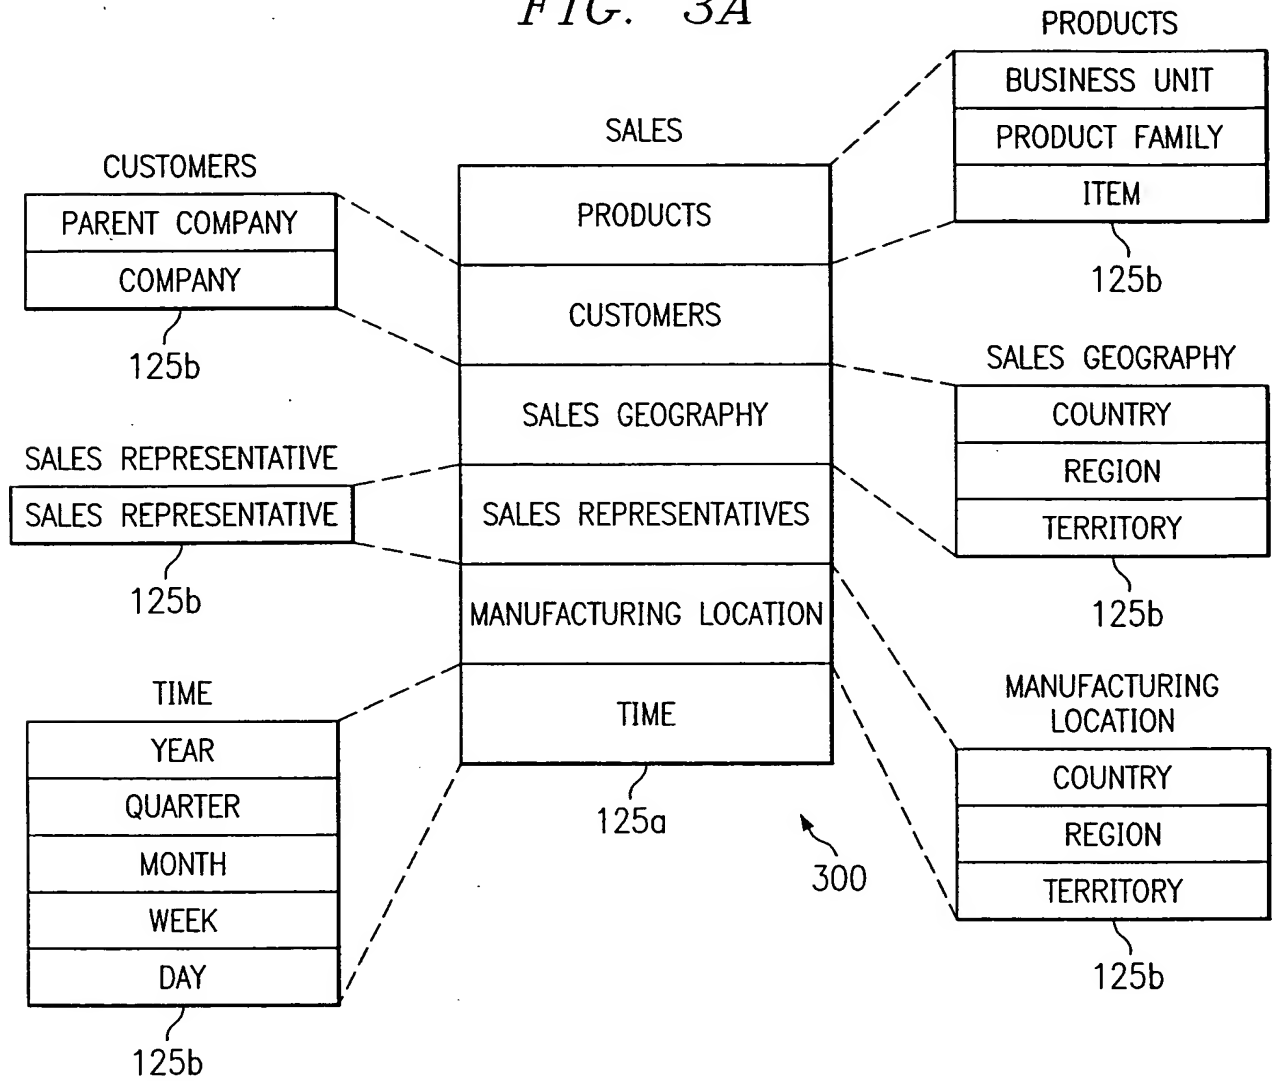 FIG. 3A
PRODUCTS
BUSINESS UNIT
PRODUCT FAMILY
ITEM
125b
SALES
PRODUCTS
CUSTOMERS
SALES GEOGRAPHY
SALES REPRESENTATIVES
MANUFACTURING LOCATION
TIME
125a
300
CUSTOMERS
PARENT COMPANY
COMPANY
125b
SALES REPRESENTATIVE
SALES REPRESENTATIVE
125b
TIME
YEAR
QUARTER
MONTH
WEEK
DAY
125b
SALES GEOGRAPHY
COUNTRY
REGION
TERRITORY
125b
MANUFACTURING
LOCATION
COUNTRY
REGION
TERRITORY
125b